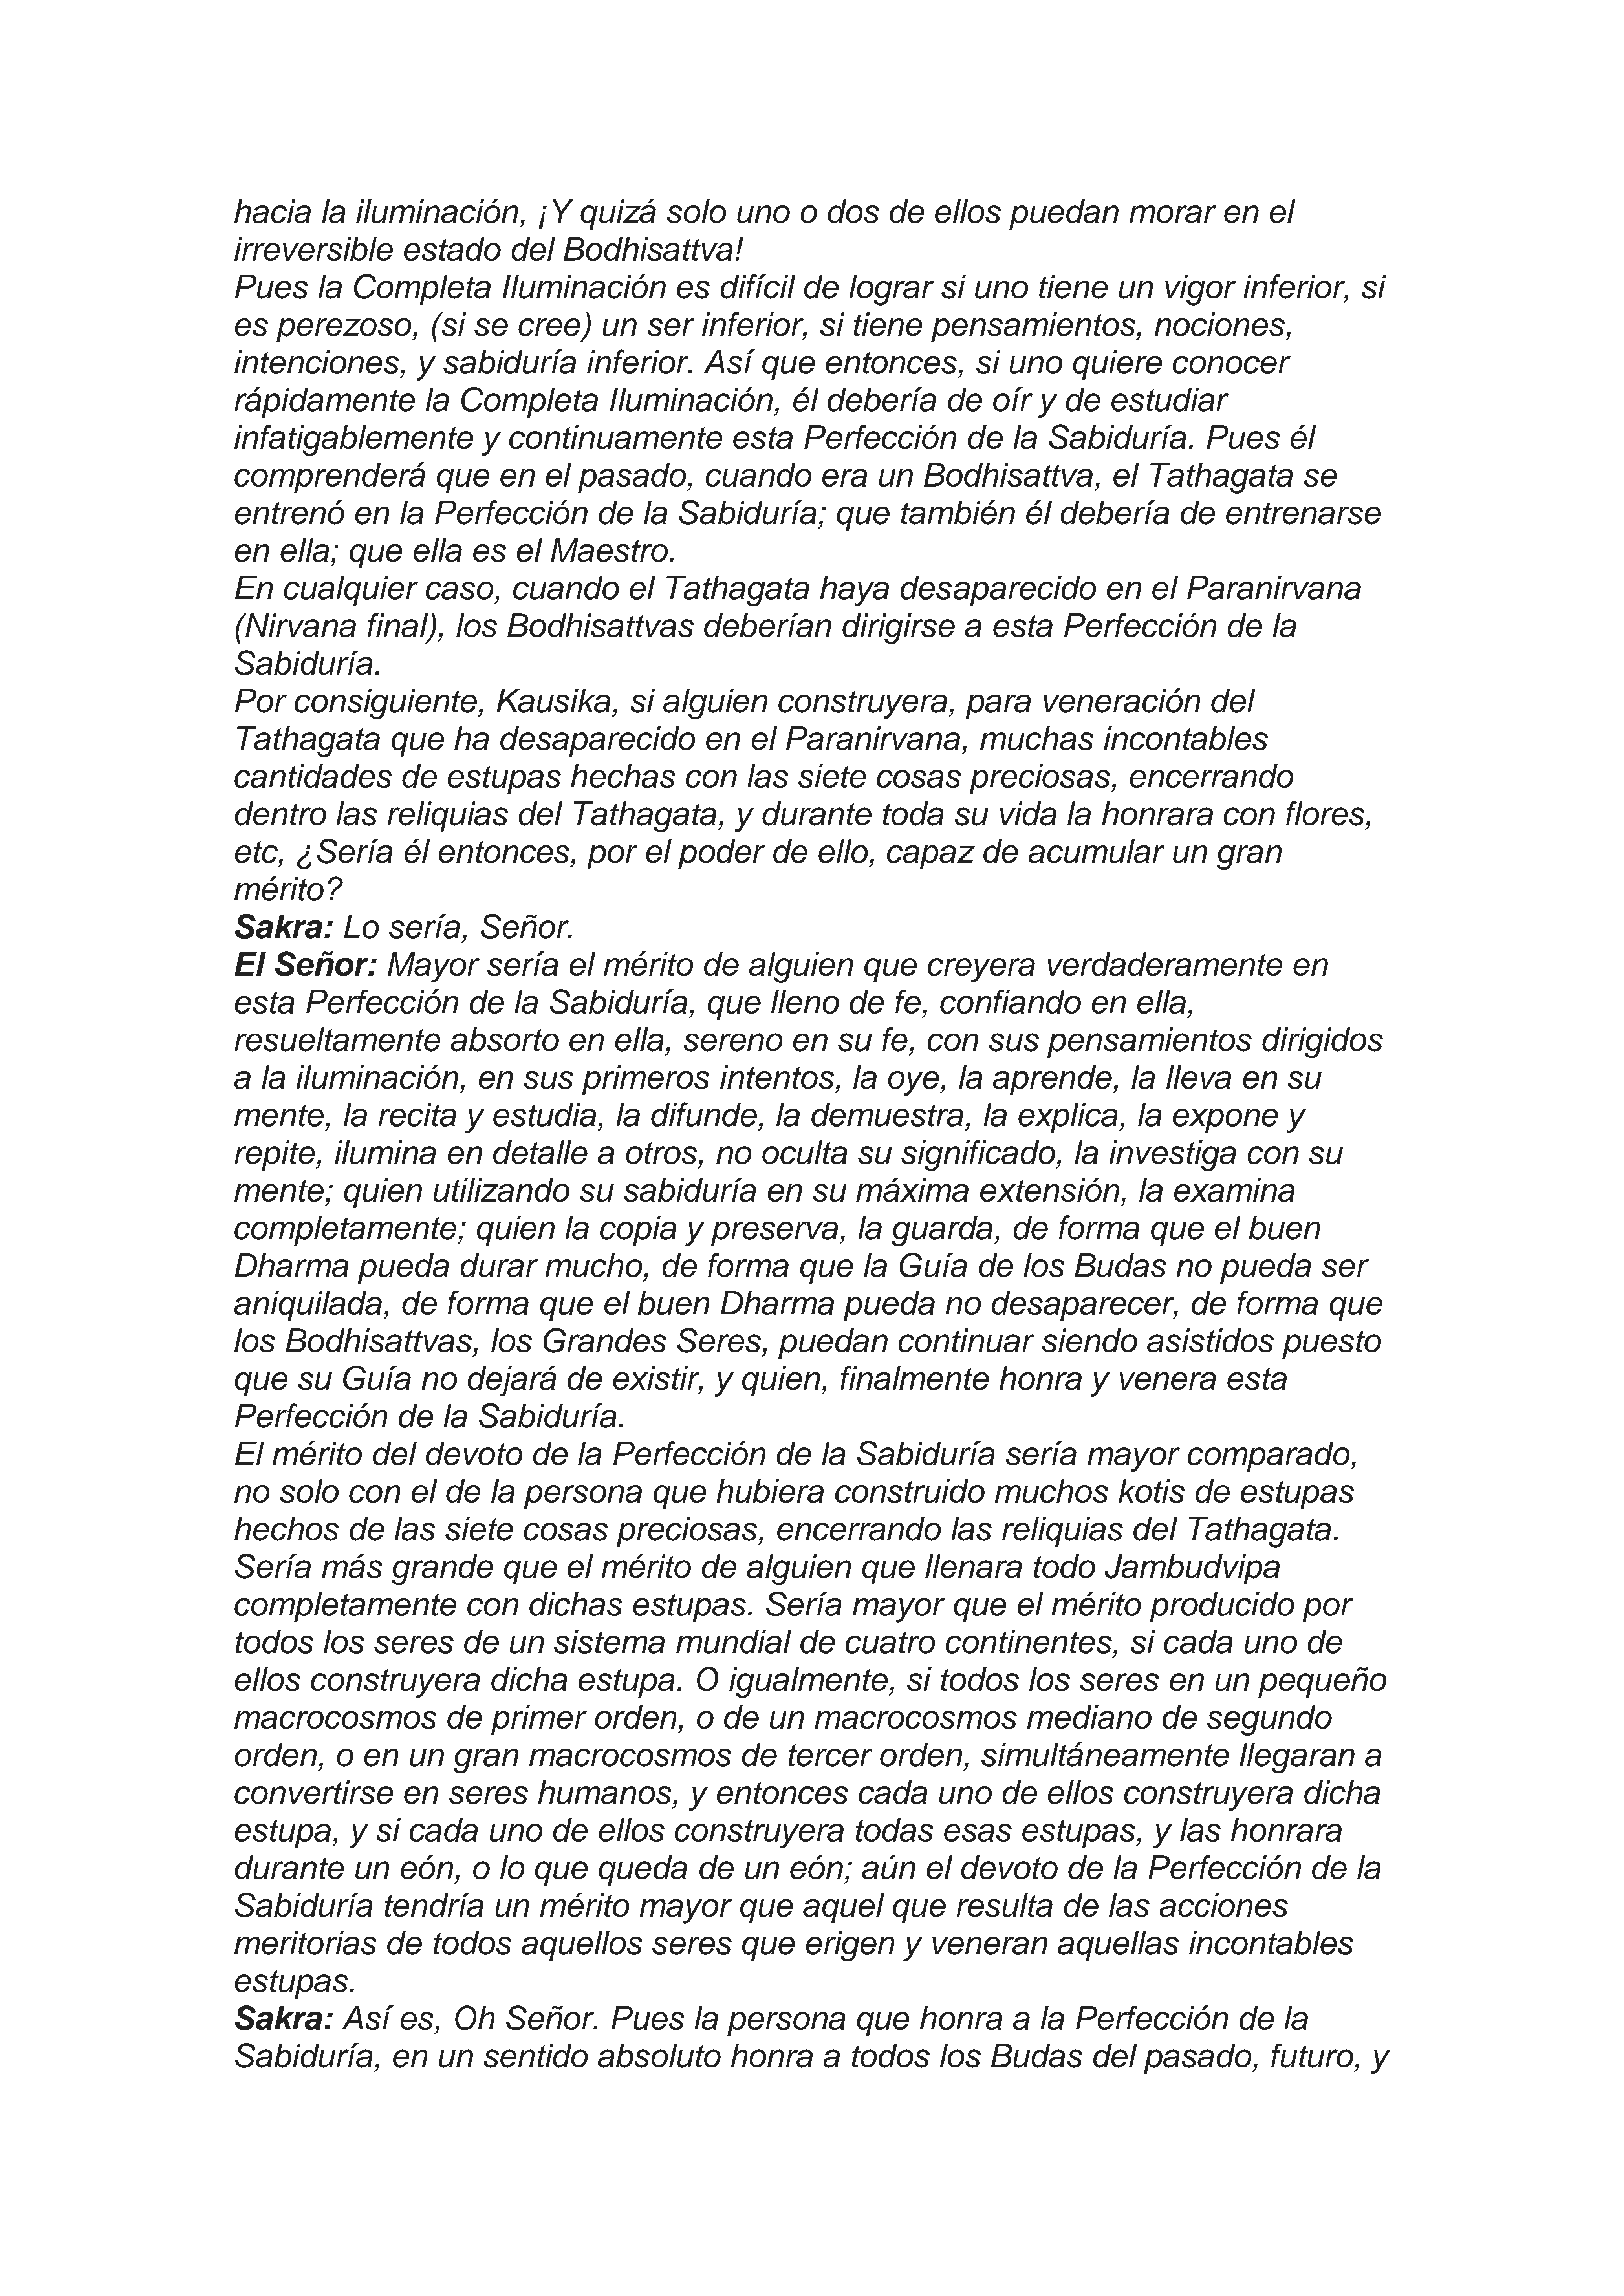 hacia la iluminación, ¡Y quizá solo uno o dos de ellos puedan morar en el
irreversible estado del Bodhisattva!
Pues la Completa Iluminación es difícil de lograr si uno tiene un vigor inferior, si
es perezoso, (si se cree) un ser inferior, si tiene pensamientos, nociones,
intenciones, y sabiduría inferior. Así que entonces, si uno quiere conocer
rápidamente la Completa Iluminación, él debería de oír y de estudiar
infatigablemente y continuamente esta Perfección de la Sabiduría. Pues él
comprenderá que en el pasado, cuando era un Bodhisattva, el Tathagata se
entrenó en la Perfección de la Sabiduría; que también él debería de entrenarse
en ella; que ella es el Maestro.
En cualquier caso, cuando el Tathagata haya desaparecido en el Paranirvana
(Nirvana final), los Bodhisattvas deberían dirigirse a esta Perfección de la
Sabiduría.
Por consiguiente, Kausika, si alguien construyera, para veneración del
Tathagata que ha desaparecido en el Paranirvana, muchas incontables
cantidades de estupas hechas con las siete cosas preciosas, encerrando
dentro las reliquias del Tathagata, y durante toda su vida la honrara con flores,
etc, ¿Sería él entonces, por el poder de ello, capaz de acumular un gran
mérito?
Sakra: Lo sería, Señor.
El Señor: Mayor sería el mérito de alguien que creyera verdaderamente en
esta Perfección de la Sabiduría, que lleno de fe, confiando en ella,
resueltamente absorto en ella, sereno en su fe, con sus pensamientos dirigidos
a la iluminación, en sus primeros intentos, la oye, la aprende, la lleva en su
mente, la recita y estudia, la difunde, la demuestra, la explica, la expone y
repite, ilumina en detalle a otros, no oculta su significado, la investiga con su
mente; quien utilizando su sabiduría en su máxima extensión, la examina
completamente; quien la copia y preserva, la guarda, de forma que el buen
Dharma pueda durar mucho, de forma que la Guía de los Budas no pueda ser
aniquilada, de forma que el buen Dharma pueda no desaparecer, de forma que
los Bodhisattvas, los Grandes Seres, puedan continuar siendo asistidos puesto
que su Guía no dejará de existir, y quien, finalmente honra y venera esta
Perfección de la Sabiduría.
El mérito del devoto de la Perfección de la Sabiduría sería mayor comparado,
no solo con el de la persona que hubiera construido muchos kotis de estupas
hechos de las siete cosas preciosas, encerrando las reliquias del Tathagata.
Sería más grande que el mérito de alguien que llenara todo Jambudvipa
completamente con dichas estupas. Sería mayor que el mérito producido por
todos los seres de un sistema mundial de cuatro continentes, si cada uno de
ellos construyera dicha estupa. O igualmente, si todos los seres en un pequeño
macrocosmos de primer orden, o de un macrocosmos mediano de segundo
orden, o en un gran macrocosmos de tercer orden, simultáneamente llegaran a
convertirse en seres humanos, y entonces cada uno de ellos construyera dicha
estupa, y si cada uno de ellos construyera todas esas estupas, y las honrara
durante un eón, o lo que queda de un eón; aún el devoto de la Perfección de la
Sabiduría tendría un mérito mayor que aquel que resulta de las acciones
meritorias de todos aquellos seres que erigen y veneran aquellas incontables
estupas.
Sakra: Así es, Oh Señor. Pues la persona que honra a la Perfección de la
Sabiduría, en un sentido absoluto honra a todos los Budas del pasado, futuro, y